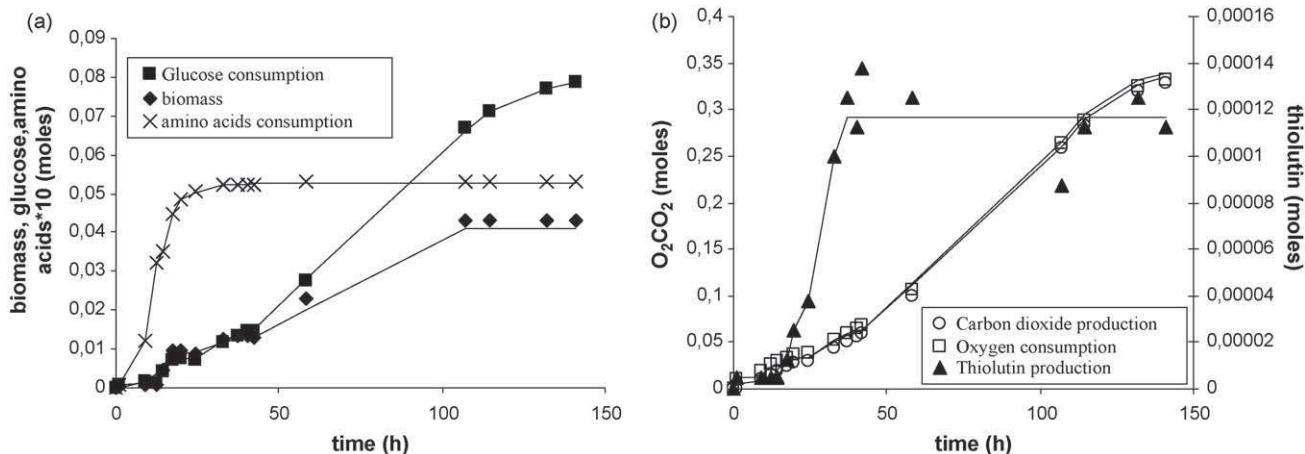 (a)
0,09
0,08
0,07
0,06
0,05
0,04
0,03
0,02
0,01
0
biomass, glucose,amino
acids*10 (moles)
Glucose consumption
biomass
amino acids consumption
0 50 100 150
time (h)
(b)
0,4
0,35
0,3
0,25
0,2
0,15
0,1
0,05
0
O₂CO₂ (moles)
0,00016
0,00014
0,00012
0,0001
0,00008
0,00006
0,00004
0,00002
0
thiolutin (moles)
Carbon dioxide production
Oxygen consumption
Thiolutin production
0 50 100 150
time (h)